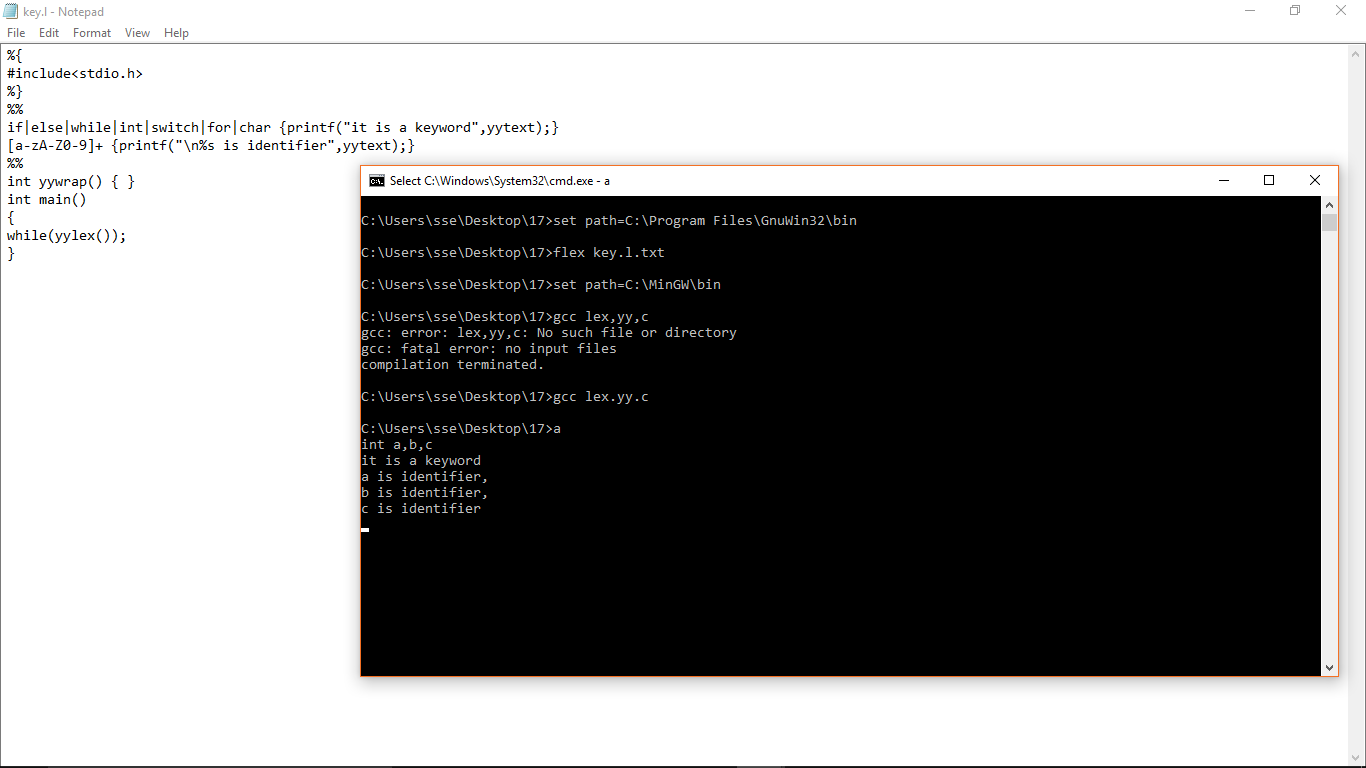 key.l - Notepad
File Edit Format View Help
%{
#include<stdio.h>
%}
%%
if|else|while|int|switch|for|char {printf("it is a keyword",yytext);}
[a-zA-Z0-9]+ {printf("\n%s is identifier",yytext);}
%%
int yywrap() { }
int main()
{
while(yylex());
}
C:\. Select C:\Windows\System32\cmd.exe - a
C:\Users\sse\Desktop\17>set path=C:\Program Files\GnuWin32\bin
C:\Users\sse\Desktop\17>flex key.l.txt
C:\Users\sse\Desktop\17>set path=C:\MinGW\bin
C:\Users\sse\Desktop\17>gcc lex,yy,c
gcc: error: lex,yy,c: No such file or directory
gcc: fatal error: no input files
compilation terminated.
C:\Users\sse\Desktop\17>gcc lex.yy.c
C:\Users\sse\Desktop\17>a
int a,b,c
it is a keyword
a is identifier,
b is identifier,
c is identifier